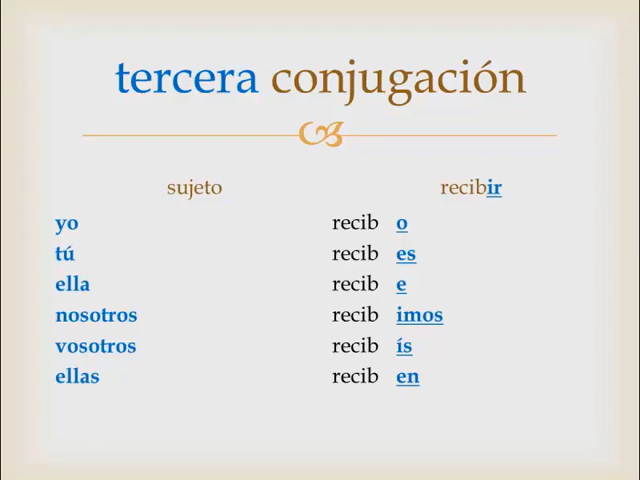 tercera conjugación
sujeto recibir
yo recib o
tú recib es
ella recib e
nosotros recib imos
vosotros recib ís
ellas recib en